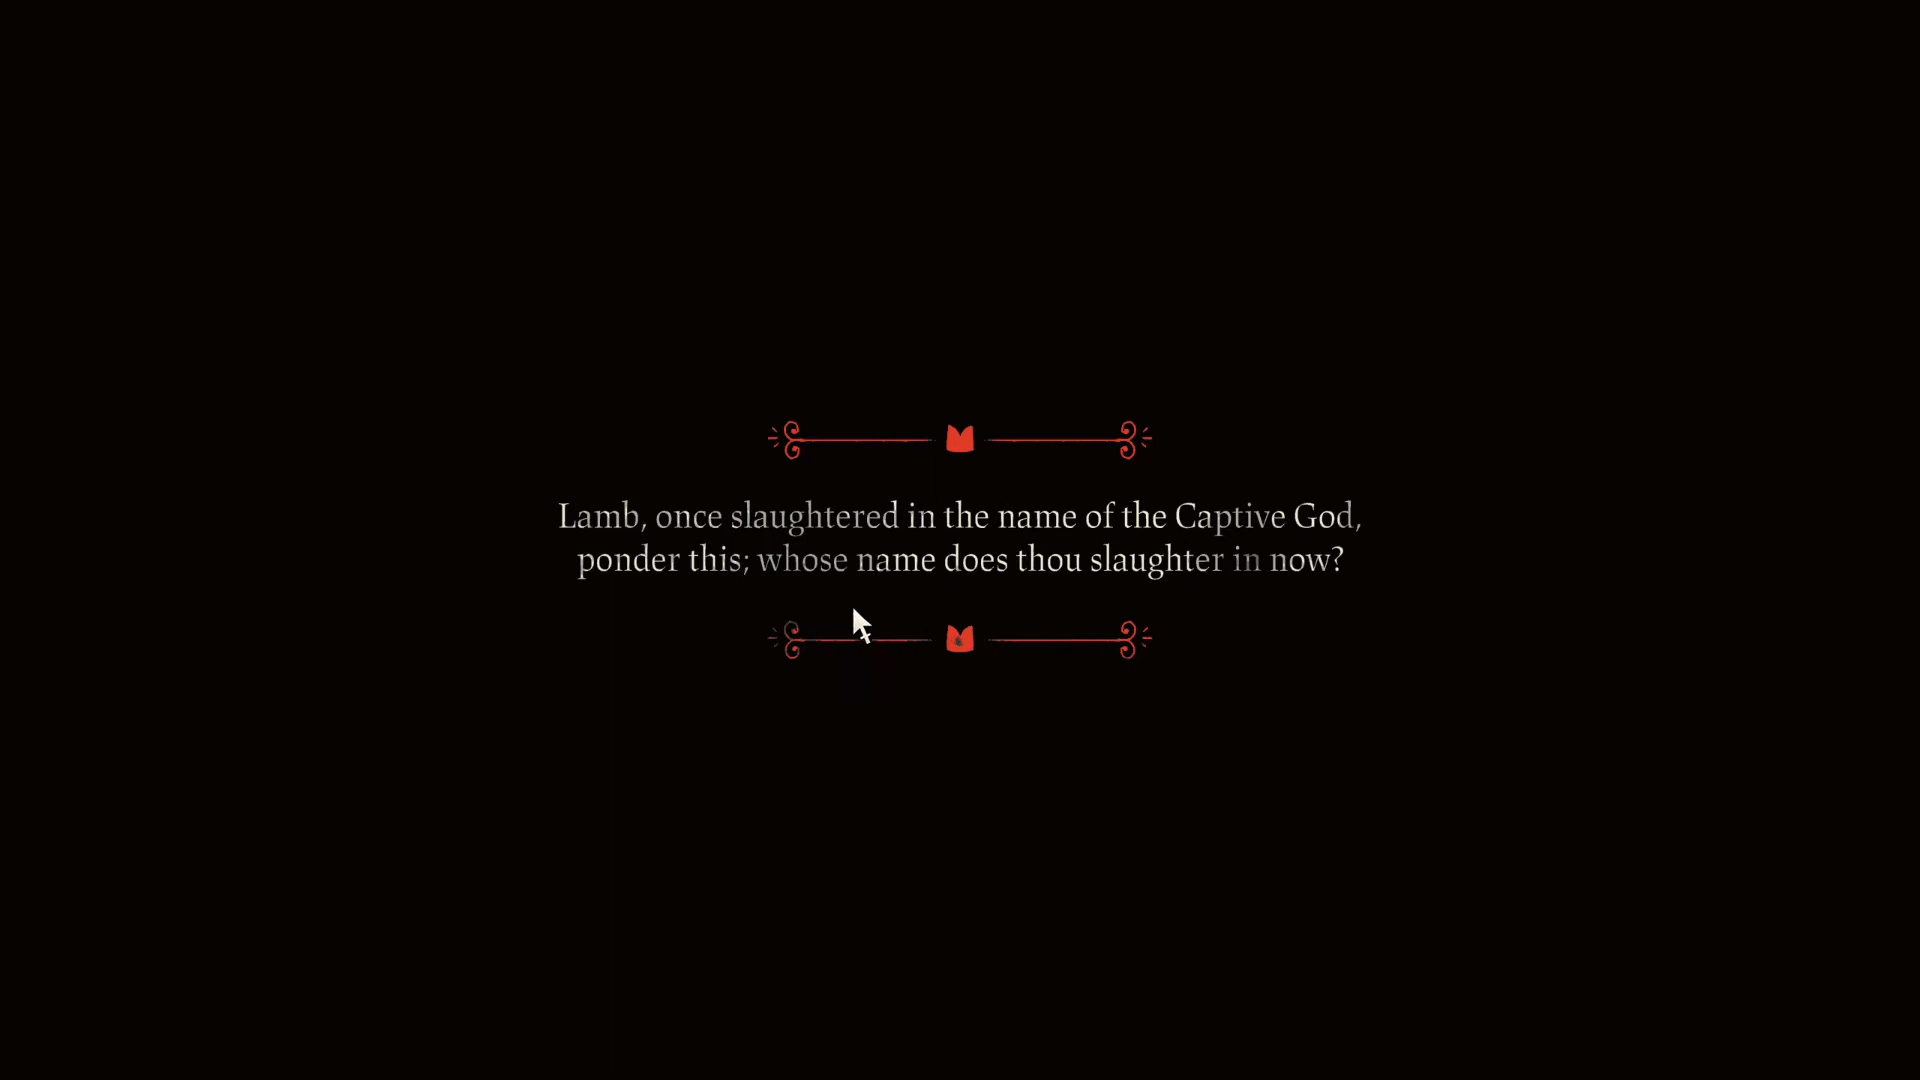 Lamb, once slaughtered in the name of the Captive God,
ponder this; whose name does thou slaughter in now?